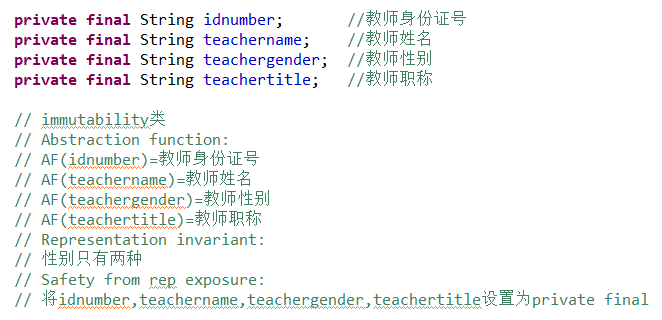 private final String idnumber;        //教师身份证号
private final String teachername;    //教师姓名
private final String teachergender;  //教师性别
private final String teachertitle;   //教师职称
// immutability类
// Abstraction function:
// AF(idnumber)=教师身份证号
// AF(teachername)=教师姓名
// AF(teachergender)=教师性别
// AF(teachertitle)=教师职称
// Representation invariant:
// 性别只有两种
// Safety from rep exposure:
// 将idnumber,teachername,teachergender,teachertitle设置为private final